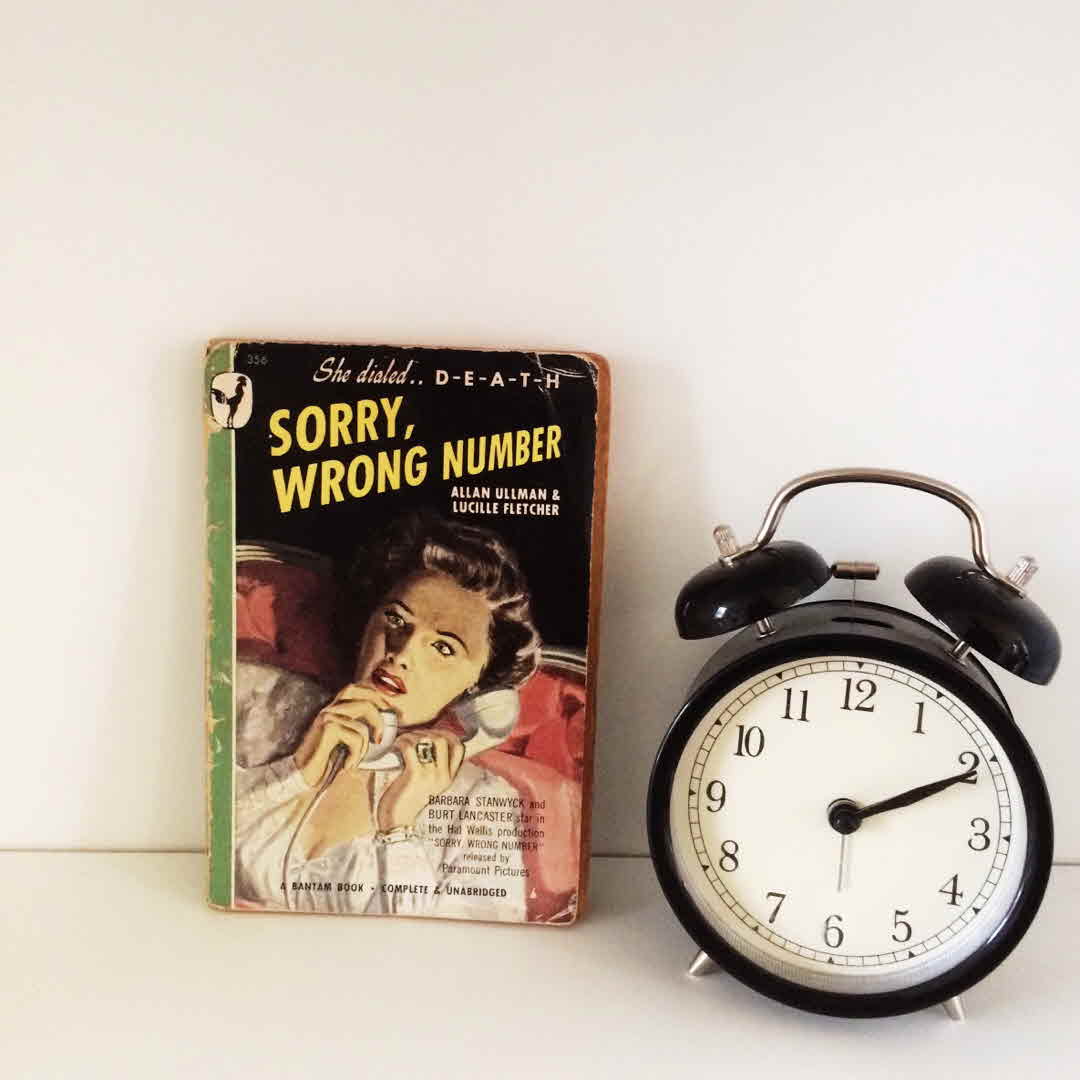 356
She dialed.. D-E-A-T-H
SORRY,
WRONG NUMBER
ALLAN ULLMAN &
LUCILLE FLETCHER
BARBARA STANWYCK and
BURT LANCASTER star in
the Hal Wallis production
"SORRY, WRONG NUMBER"
released by
Paramount Pictures
A BANTAM BOOK • COMPLETE & UNABRIDGED
12
1
2
3
4
5
6
7
8
9
10
11